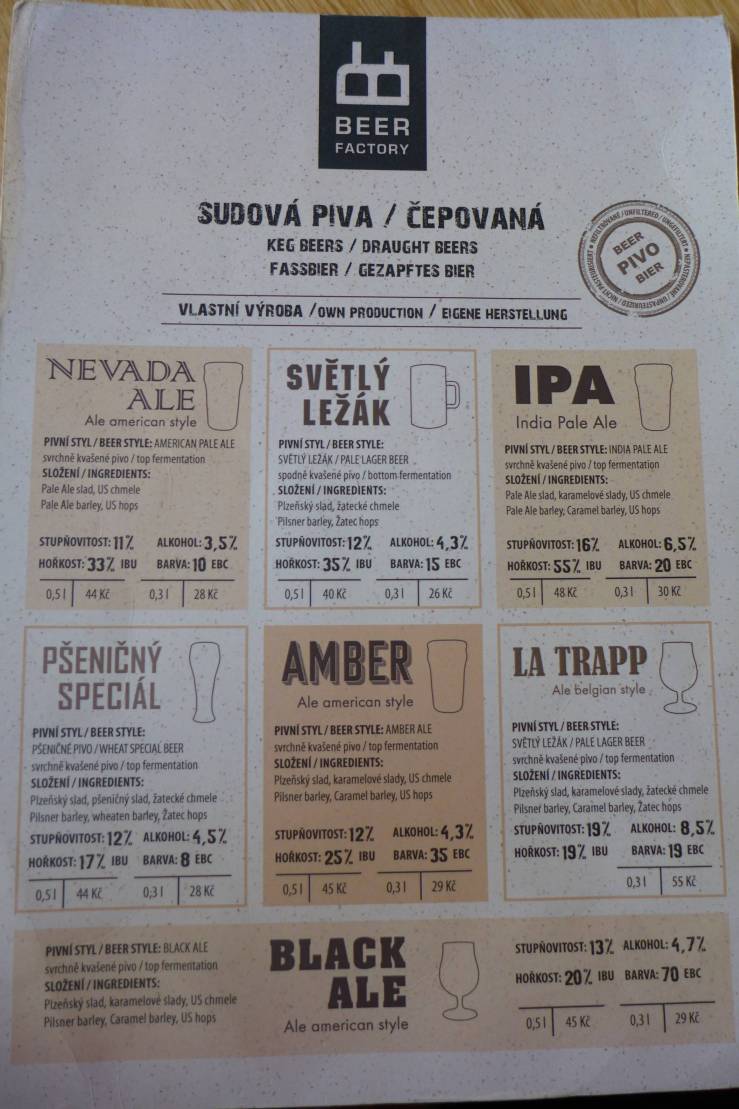 BEER
FACTORY
SUDOVÁ PIVA / ČEPOVANÁ
KEG BEERS / DRAUGHT BEERS
FASSBIER / GEZAPFTES BIER
NEFILTROVANÉ / UNFILTERED / UNGEFILTERT
NEPASTEROVANÉ / UNPASTEURIZED / NICHT PASTEURISIERT
BEER
PIVO
BIER
VLASTNÍ VÝROBA / OWN PRODUCTION / EIGENE HERSTELLUNG
NEVADA
ALE
Ale american style
PIVNÍ STYL / BEER STYLE: AMERICAN PALE ALE
svrchně kvašené pivo / top fermentation
SLOŽENÍ / INGREDIENTS:
Pale Ale slad, US chmele
Pale Ale barley, US hops
STUPŇOVITOST: 11% ALKOHOL: 3,5%
HOŘKOST: 33% IBU BARVA: 10 EBC
0,5 l 44 Kč 0,3 l 28 Kč
SVĚTLÝ
LEŽÁK
PIVNÍ STYL / BEER STYLE:
SVĚTLÝ LEŽÁK / PALE LAGER BEER
spodně kvašené pivo / bottom fermentation
SLOŽENÍ / INGREDIENTS:
Plzeňský slad, žatecké chmele
Pilsner barley, Žatec hops
STUPŇOVITOST: 12% ALKOHOL: 4,3%
HOŘKOST: 35% IBU BARVA: 15 EBC
0,5 l 40 Kč 0,3 l 26 Kč
IPA
India Pale Ale
PIVNÍ STYL / BEER STYLE: INDIA PALE ALE
svrchně kvašené pivo / top fermentation
SLOŽENÍ / INGREDIENTS:
Pale Ale slad, karamelové slady, US chmele
Pale Ale barley, Caramel barley, US hops
STUPŇOVITOST: 16% ALKOHOL: 6,5%
HOŘKOST: 55% IBU BARVA: 20 EBC
0,5 l 48 Kč 0,3 l 30 Kč
PŠENIČNÝ
SPECIÁL
PIVNÍ STYL / BEER STYLE:
PŠENIČNÉ PIVO / WHEAT SPECIAL BEER
svrchně kvašené pivo / top fermentation
SLOŽENÍ / INGREDIENTS:
Plzeňský slad, pšeničný slad, žatecké chmele
Pilsner barley, wheaten barley, Žatec hops
STUPŇOVITOST: 12% ALKOHOL: 4,5%
HOŘKOST: 17% IBU BARVA: 8 EBC
0,5 l 44 Kč 0,3 l 28 Kč
AMBER
Ale american style
PIVNÍ STYL / BEER STYLE: AMBER ALE
svrchně kvašené pivo / top fermentation
SLOŽENÍ / INGREDIENTS:
Plzeňský slad, karamelové slady, US chmele
Pilsner barley, Caramel barley, US hops
STUPŇOVITOST: 12% ALKOHOL: 4,3%
HOŘKOST: 25% IBU BARVA: 35 EBC
0,5 l 45 Kč 0,3 l 29 Kč
LA TRAPP
Ale belgian style
PIVNÍ STYL / BEER STYLE:
SVĚTLÝ LEŽÁK / PALE LAGER BEER
svrchně kvašené pivo / top fermentation
SLOŽENÍ / INGREDIENTS:
Plzeňský slad, karamelové slady, žatecké chmele
Pilsner barley, Caramel barley, Žatec hops
STUPŇOVITOST: 19% ALKOHOL: 8,5%
HOŘKOST: 19% IBU BARVA: 19 EBC
0,3 l 55 Kč
PIVNÍ STYL / BEER STYLE: BLACK ALE
svrchně kvašené pivo / top fermentation
SLOŽENÍ / INGREDIENTS:
Plzeňský slad, karamelové slady, US chmele
Pilsner barley, Caramel barley, US hops
BLACK
ALE
Ale american style
STUPŇOVITOST: 13% ALKOHOL: 4,7%
HOŘKOST: 20% IBU BARVA: 70 EBC
0,5 l 45 Kč 0,3 l 29 Kč